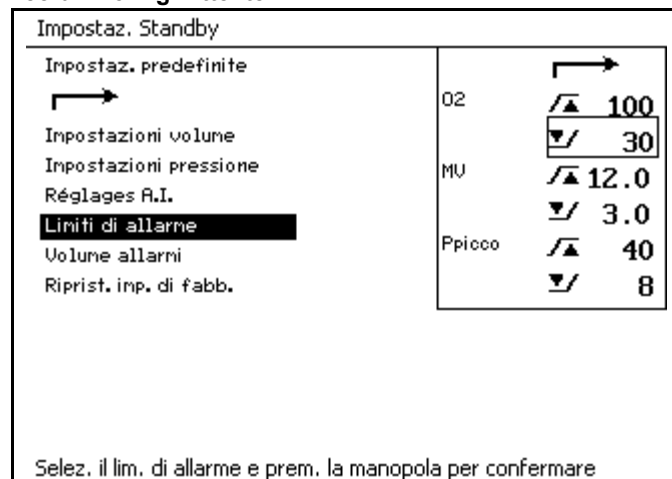 Impostaz. Standby
Impostaz. predefinite
Impostazioni volume
Impostazioni pressione
Réglages A.I.
Limiti di allarme
Volume allarmi
Riprist. imp. di fabb.
O2 100
30
MV 12.0
3.0
Ppicco 40
8
Selez. il lim. di allarme e prem. la manopola per confermare